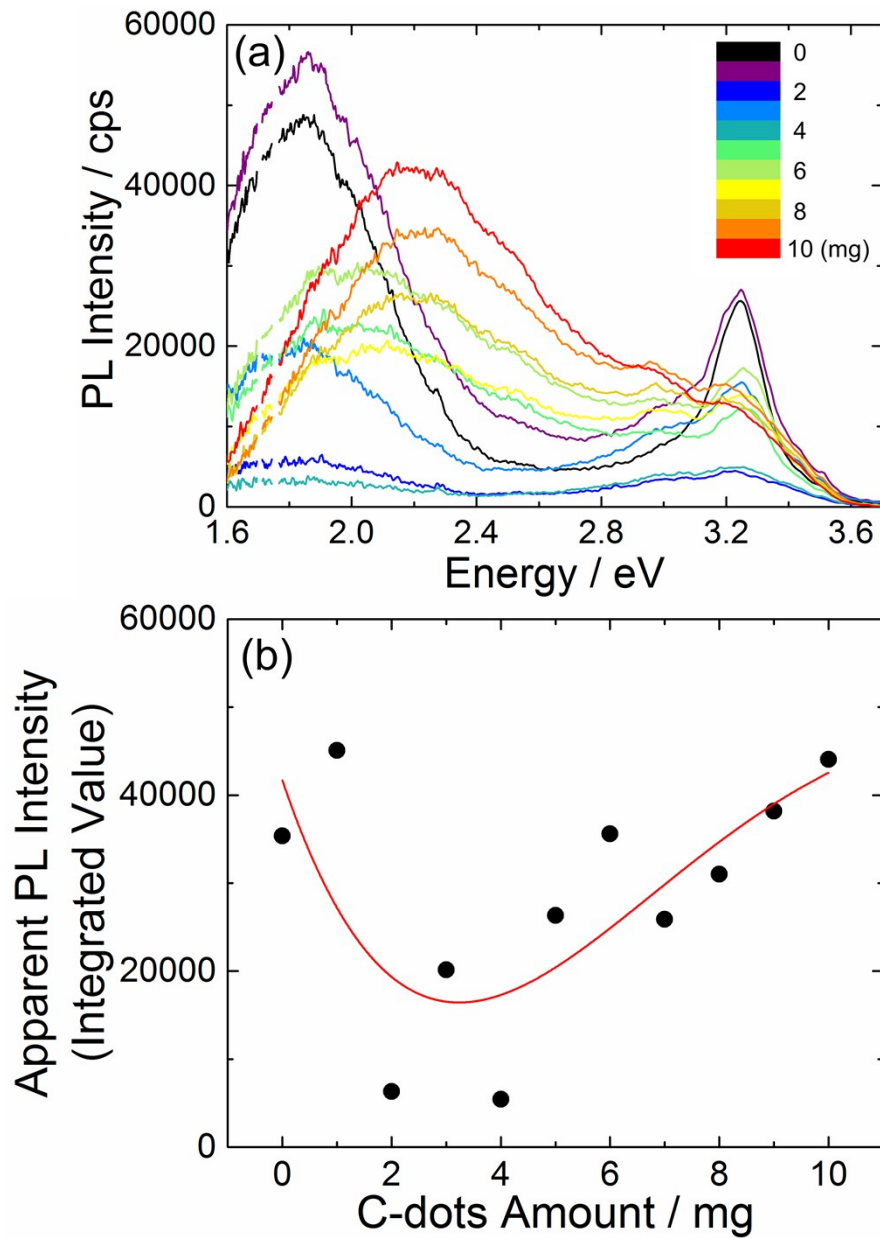 (a)
PL Intensity / cps
60000
40000
20000
0
0
2
4
6
8
10 (mg)
1.6 2.0 2.4 2.8 3.2 3.6
Energy / eV
(b)
Apparent PL Intensity
(Integrated Value)
60000
40000
20000
0
0 2 4 6 8 10
C-dots Amount / mg